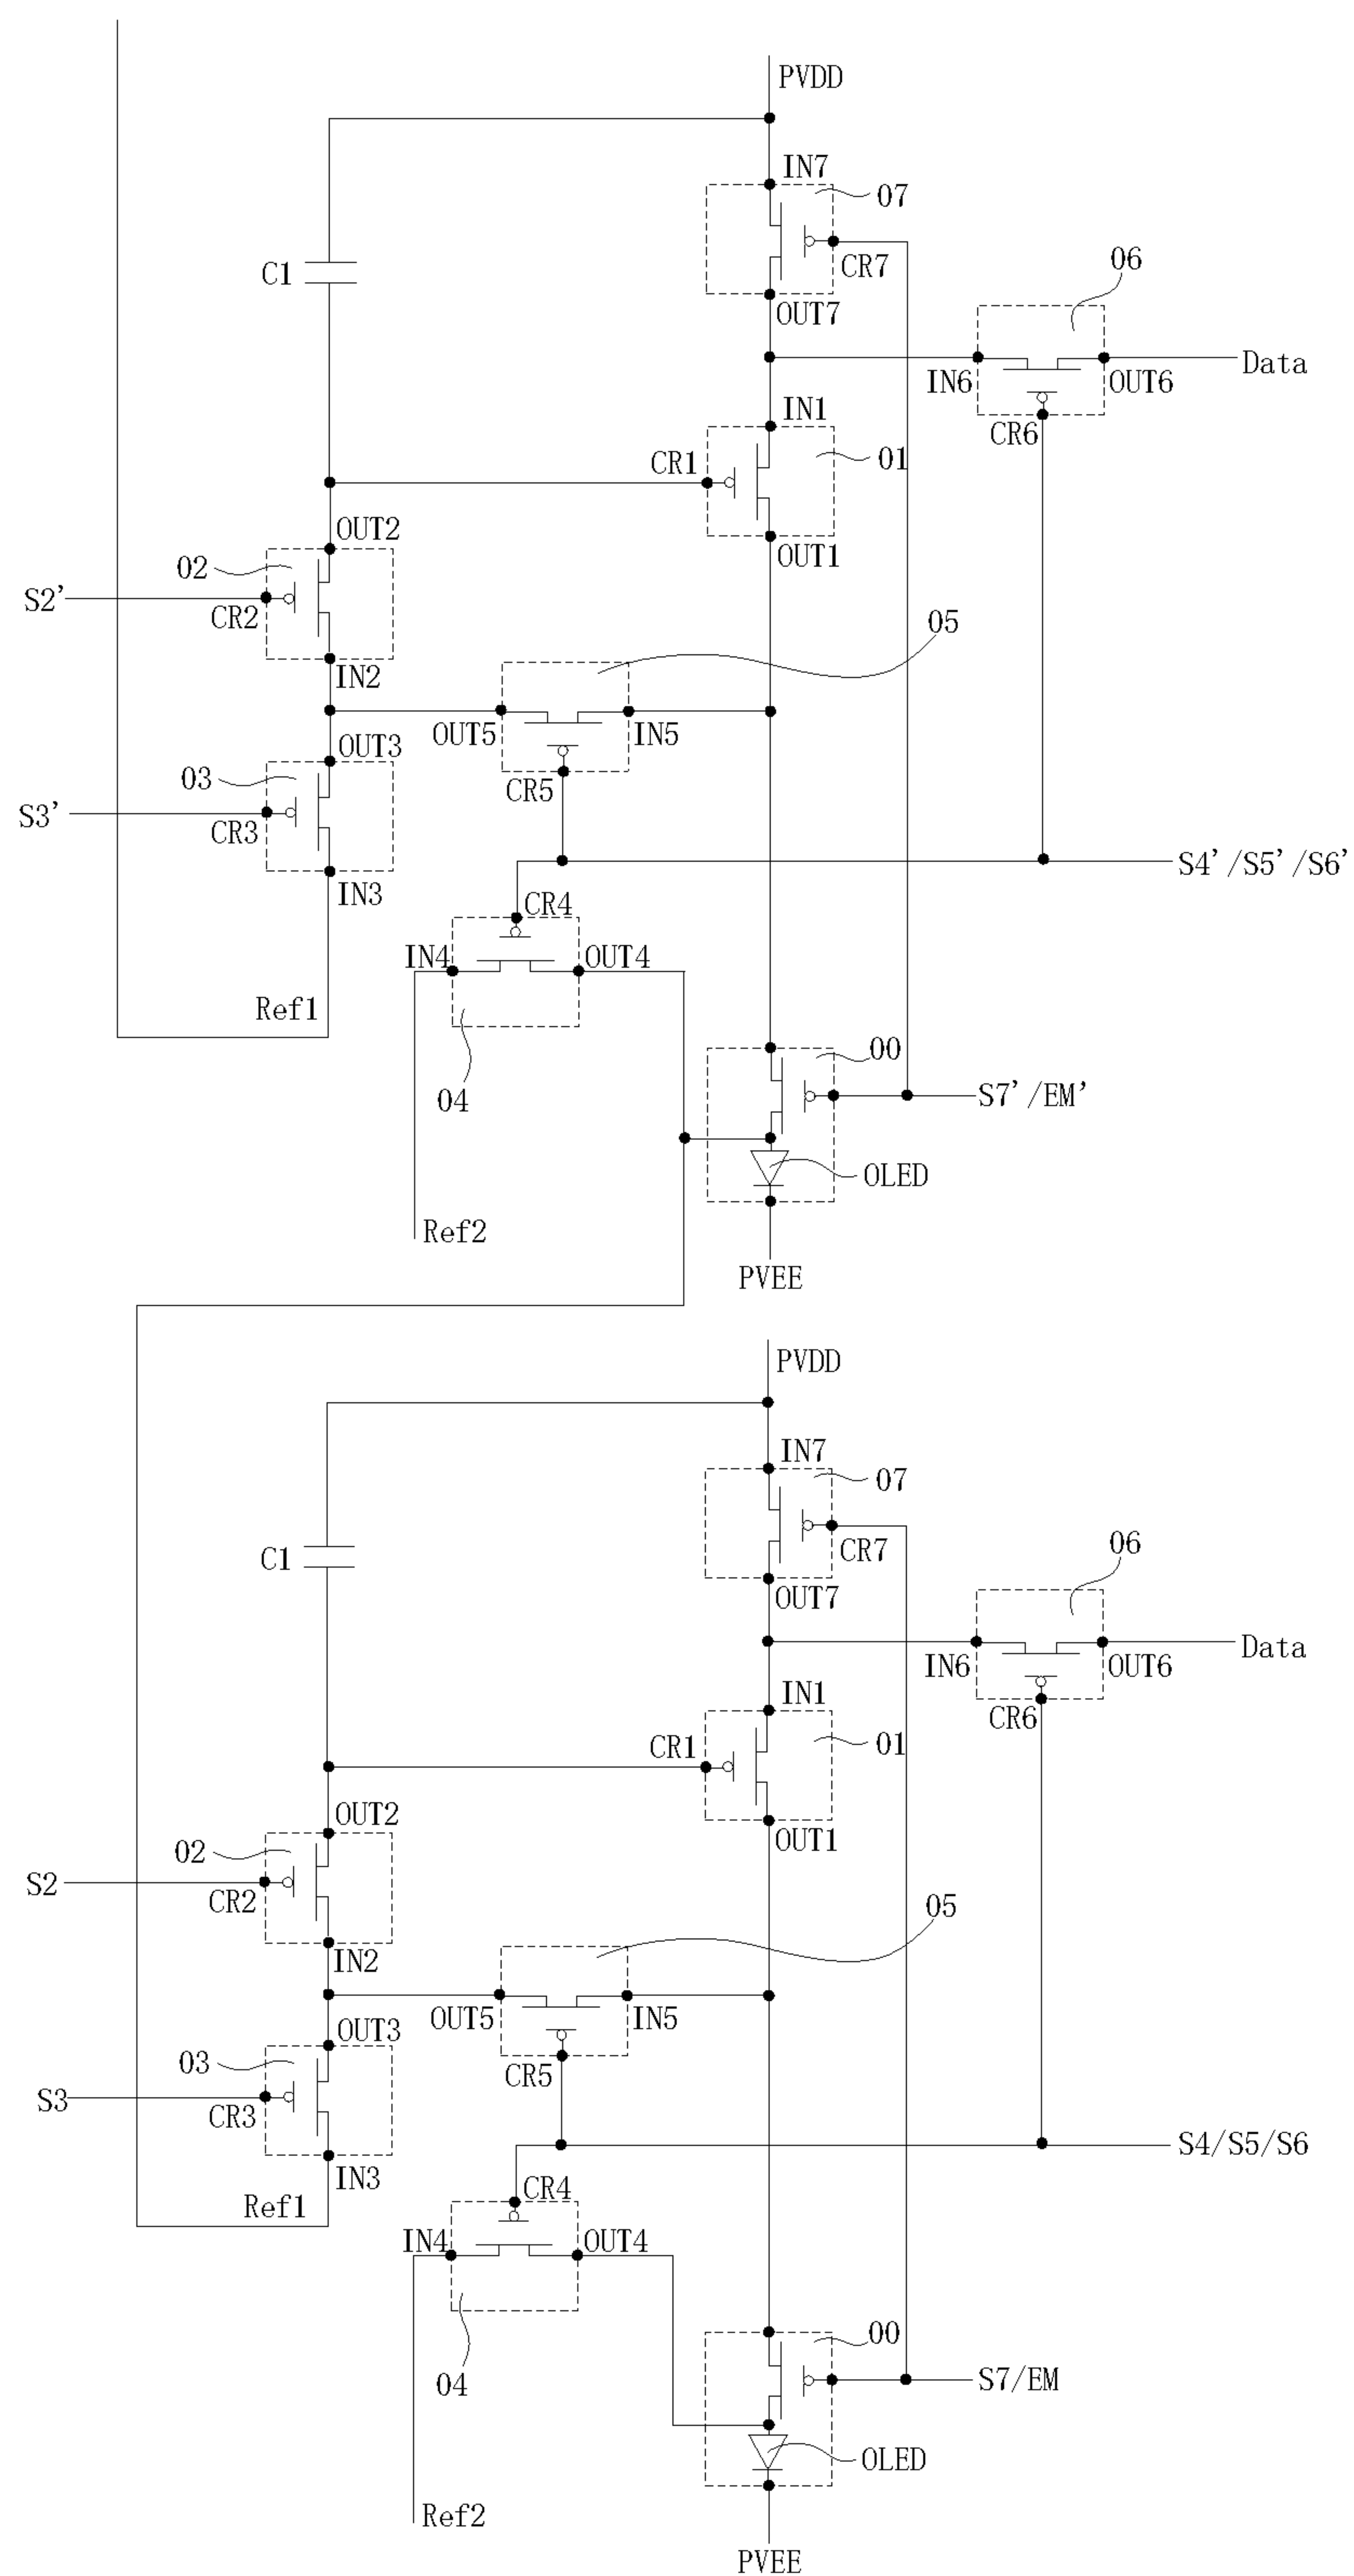 PVDD
IN7
07
C1
CR7
06
OUT7
Data
IN6
OUT6
IN1
CR6
CR1
01
OUT2
OUT1
02
S2'
CR2
05
IN2
OUT5
IN5
OUT3
03
CR5
S3'
CR3
S4'/S5'/S6'
IN3
CR4
IN4
OUT4
Ref1
00
04
S7'/EM'
OLED
Ref2
PVEE
PVDD
IN7
07
C1
CR7
06
OUT7
Data
IN6
OUT6
IN1
CR6
CR1
01
OUT2
OUT1
02
S2
CR2
05
IN2
OUT5
IN5
OUT3
03
CR5
S3
CR3
S4/S5/S6
IN3
CR4
Ref1
IN4
OUT4
00
04
S7/EM
OLED
Ref2
PVEE